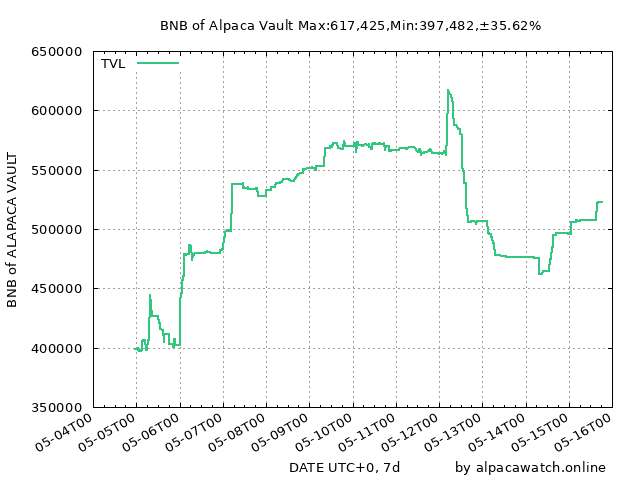 BNB of Alpaca Vault Max:617,425,Min:397,482,±35.62%
TVL
650000
600000
550000
500000
450000
400000
350000
BNB of ALAPACA VAULT
05-04T00
05-05T00
05-06T00
05-07T00
05-08T00
05-09T00
05-10T00
05-11T00
05-12T00
05-13T00
05-14T00
05-15T00
05-16T00
DATE UTC+0, 7d
by alpacawatch.online